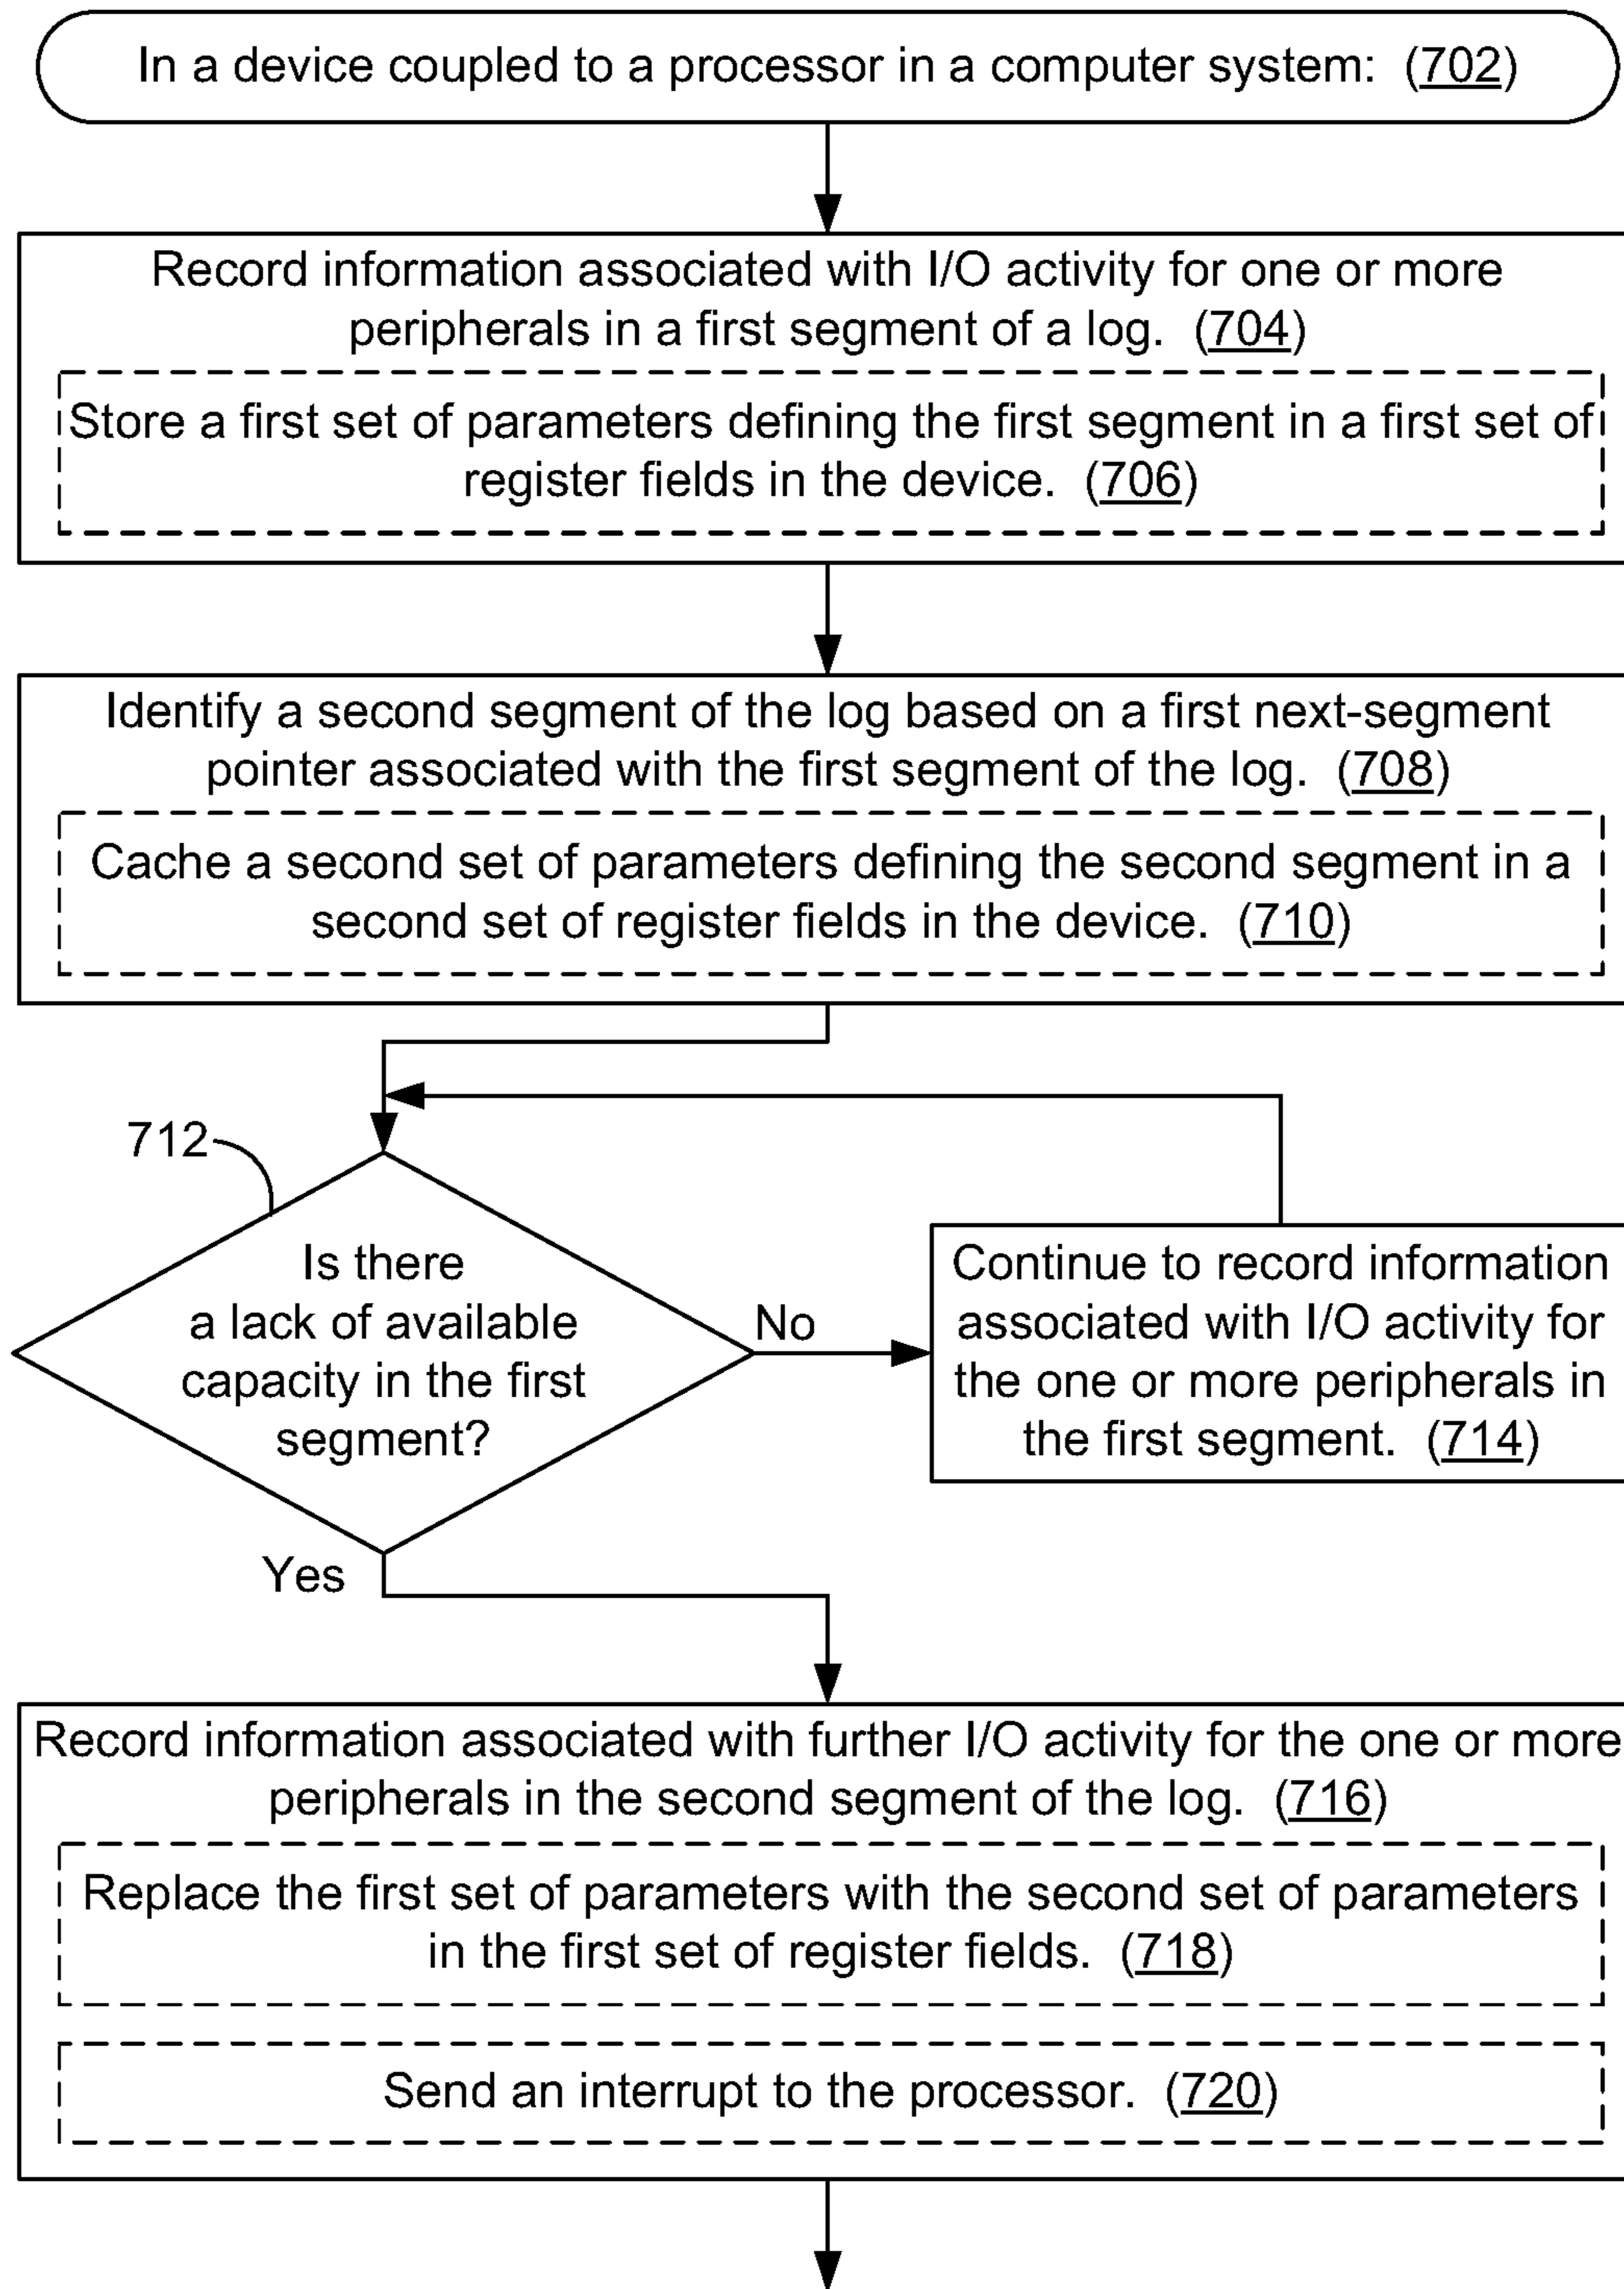 In a device coupled to a processor in a computer system: (702)
Record information associated with I/O activity for one or more
peripherals in a first segment of a log. (704)
Store a first set of parameters defining the first segment in a first set of
register fields in the device. (706)
Identify a second segment of the log based on a first next-segment
pointer associated with the first segment of the log. (708)
Cache a second set of parameters defining the second segment in a
second set of register fields in the device. (710)
712
Is there
a lack of available
capacity in the first
segment?
No
Continue to record information
associated with I/O activity for
the one or more peripherals in
the first segment. (714)
Yes
Record information associated with further I/O activity for the one or more
peripherals in the second segment of the log. (716)
Replace the first set of parameters with the second set of parameters
in the first set of register fields. (718)
Send an interrupt to the processor. (720)